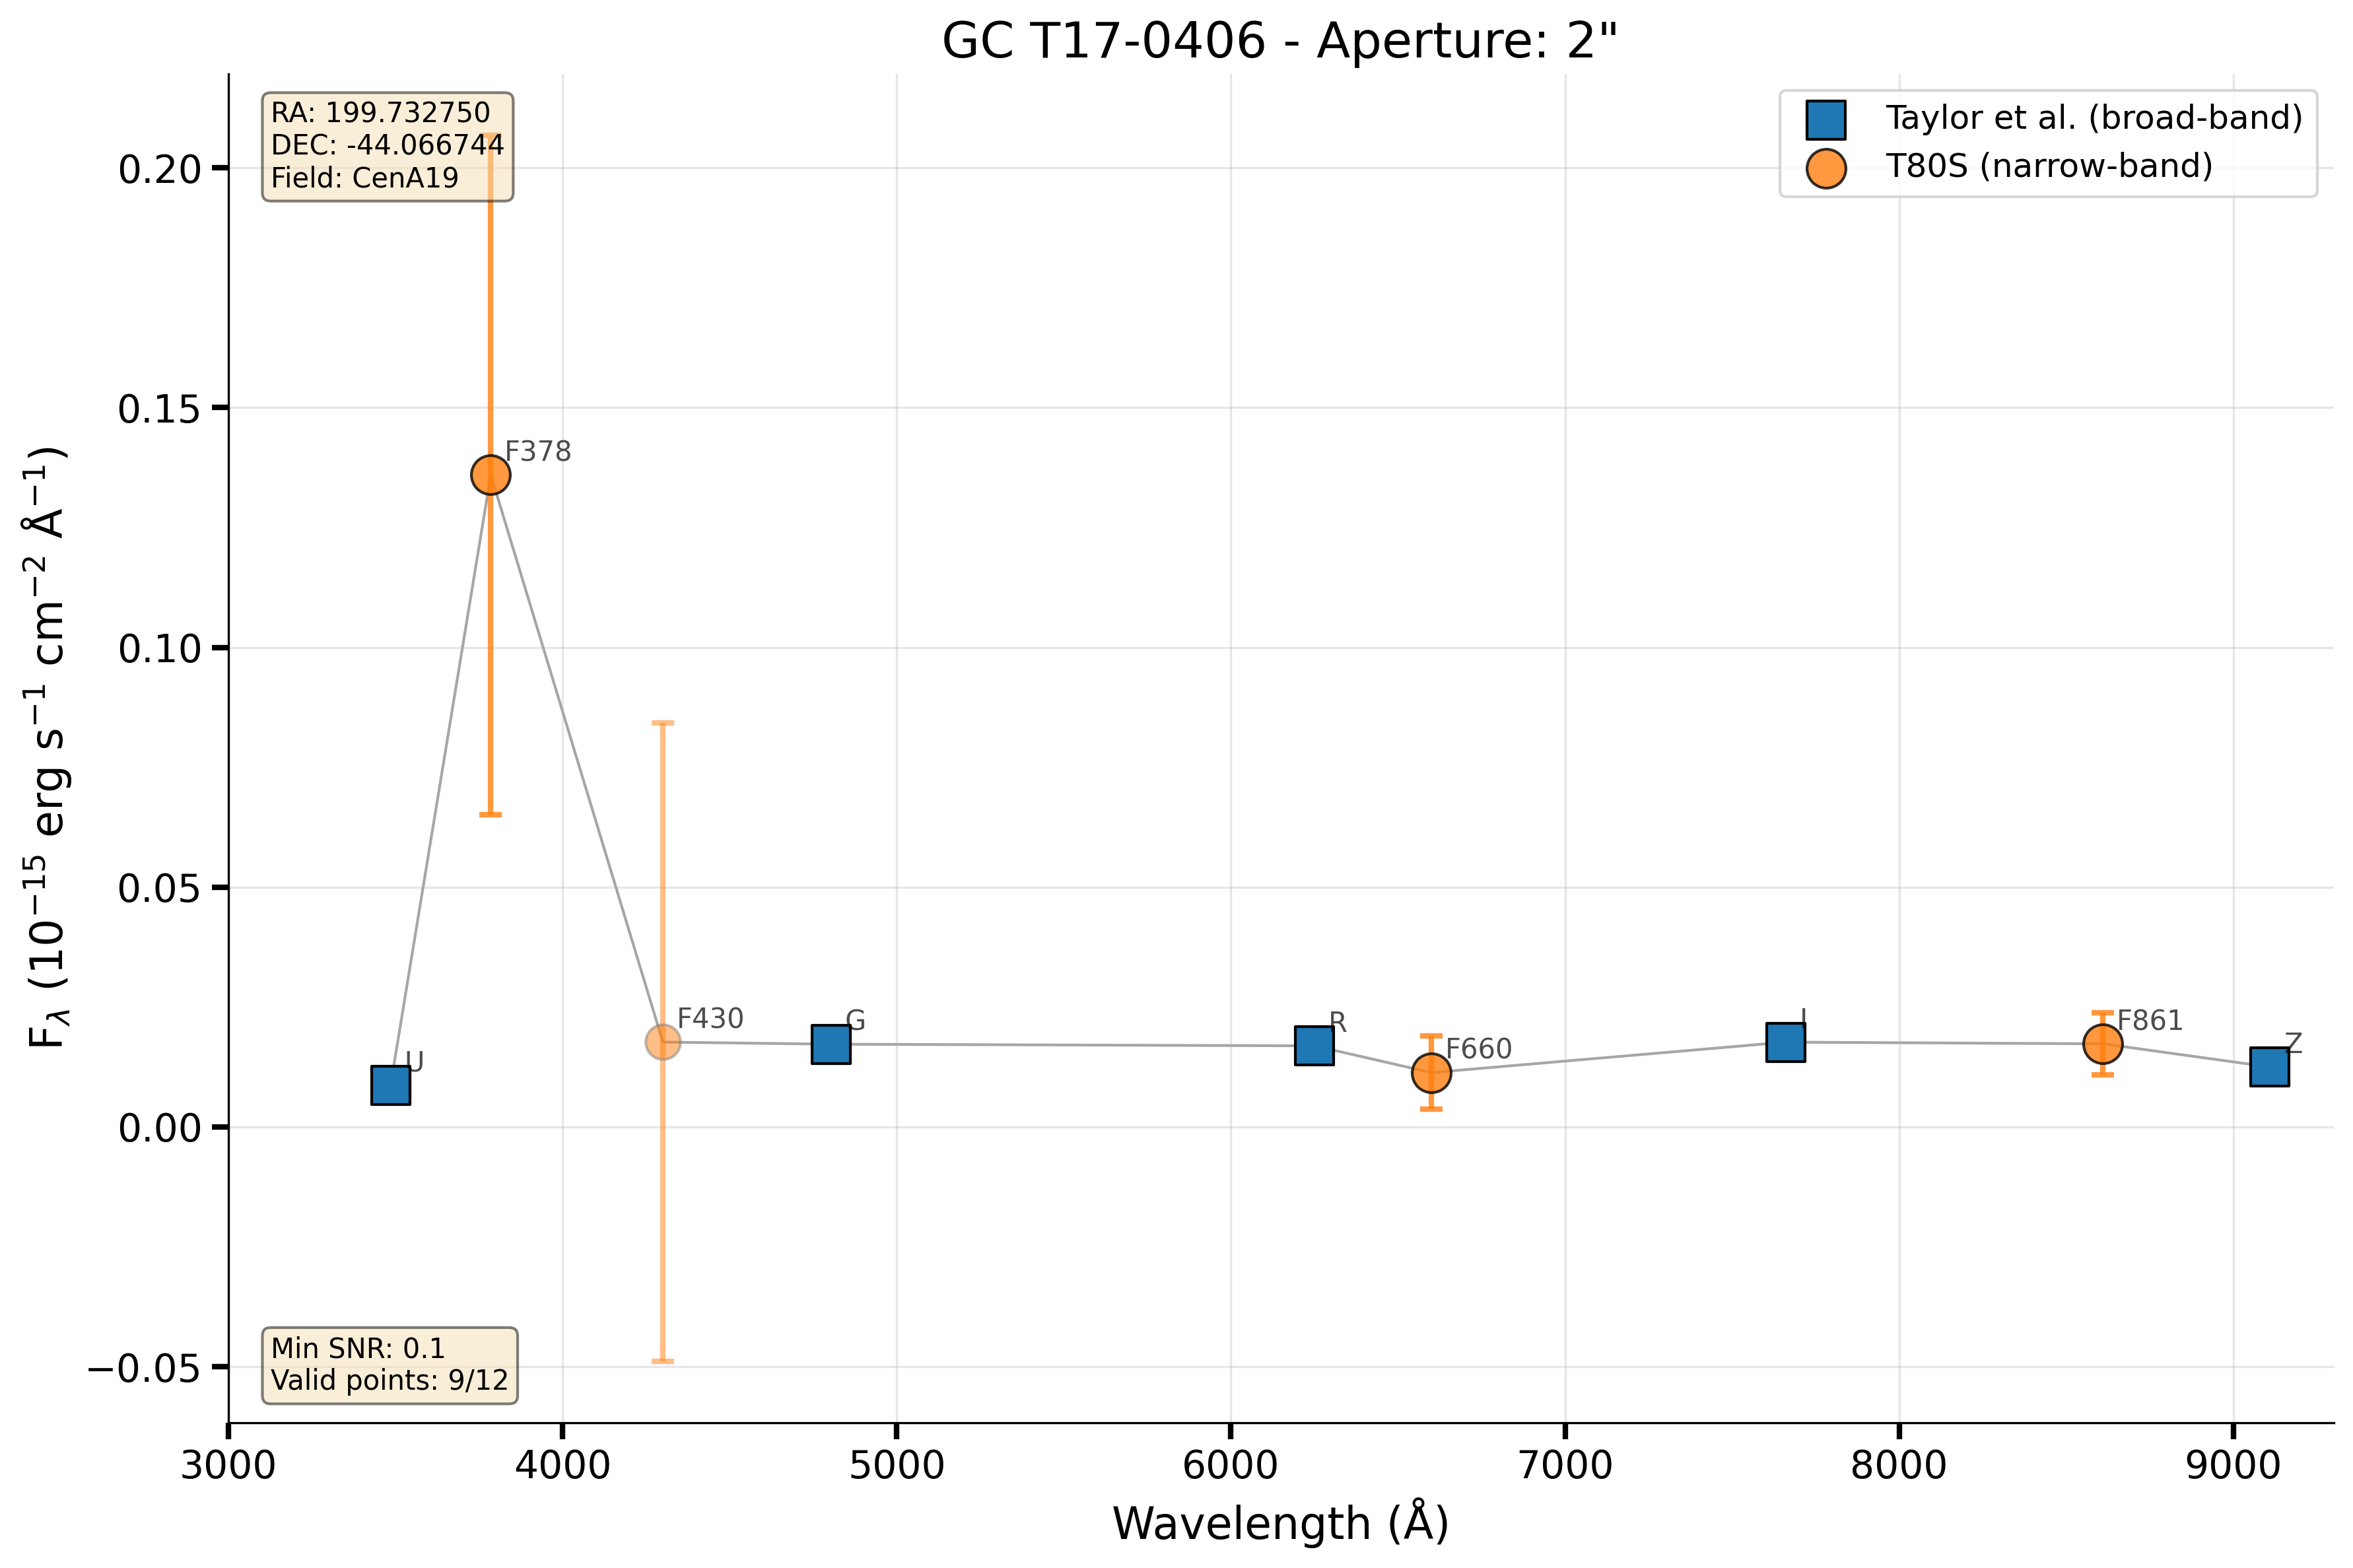 GC T17-0406 - Aperture: 2"
RA: 199.732750
DEC: -44.066744
Field: CenA19
Taylor et al. (broad-band)
T80S (narrow-band)
0.20
0.15
0.10
0.05
0.00
−0.05
F$_λ$ (10$^{−15}$ erg s$^{−1}$ cm$^{−2}$ Å$^{−1}$)
U
F378
F430
G
R
F660
I
F861
Z
Min SNR: 0.1
Valid points: 9/12
3000 4000 5000 6000 7000 8000 9000
Wavelength (Å)